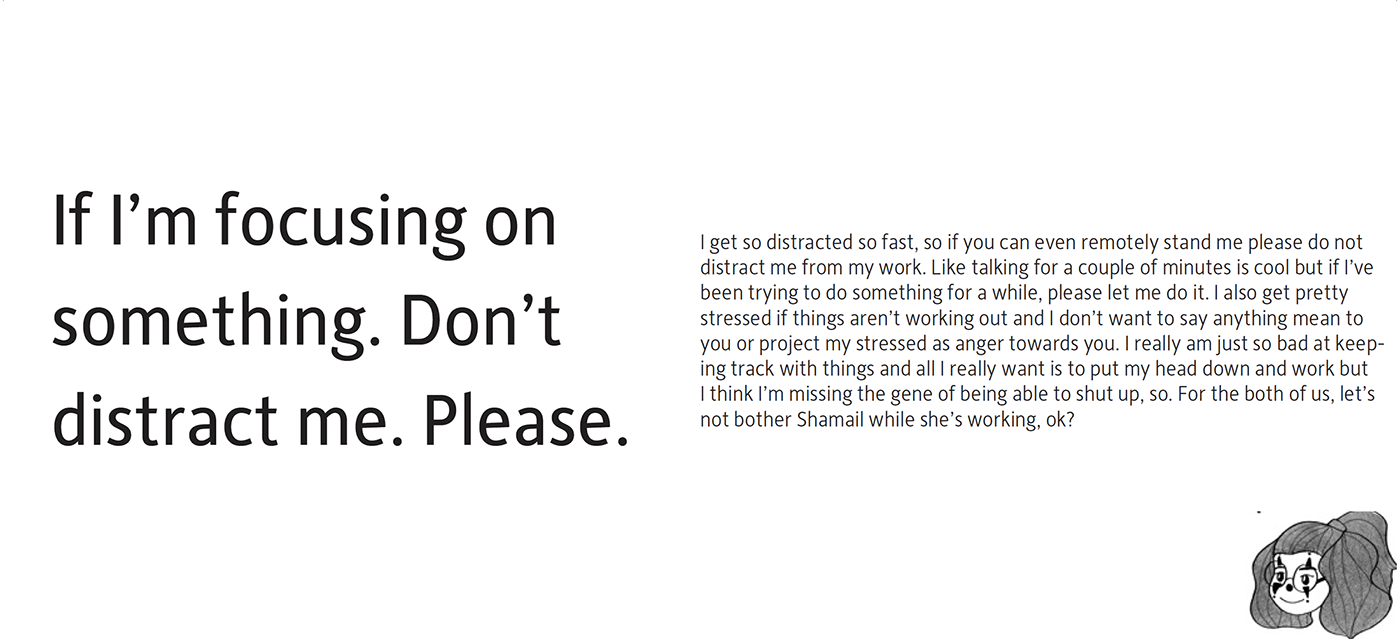 If I’m focusing on
something. Don’t
distract me. Please.
I get so distracted so fast, so if you can even remotely stand me please do not
distract me from my work. Like talking for a couple of minutes is cool but if I’ve
been trying to do something for a while, please let me do it. I also get pretty
stressed if things aren’t working out and I don’t want to say anything mean to
you or project my stressed as anger towards you. I really am just so bad at keep-
ing track with things and all I really want is to put my head down and work but
I think I’m missing the gene of being able to shut up, so. For the both of us, let’s
not bother Shamail while she’s working, ok?